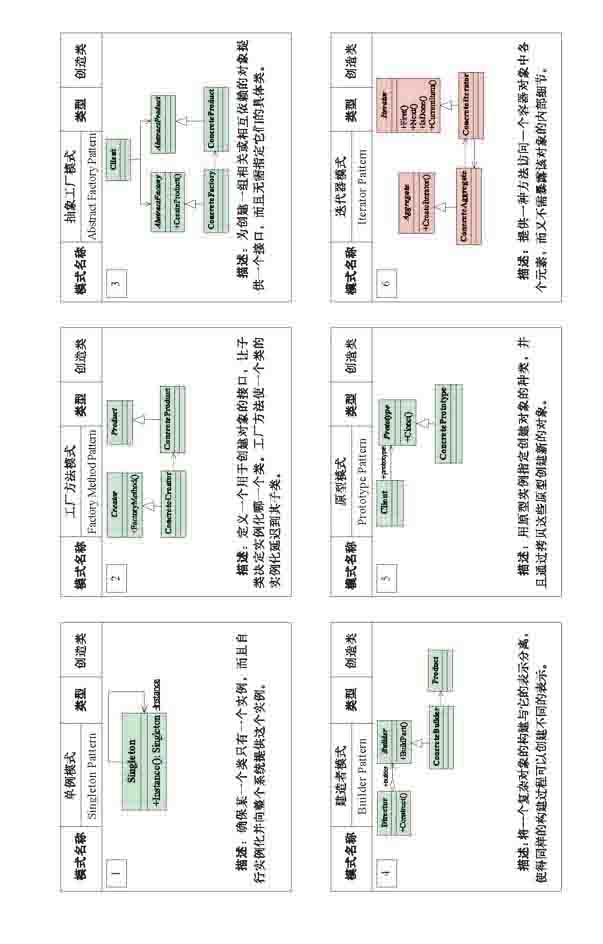 模式名称 单例模式 类型 创造类
Singleton Pattern
1
Singleton
+Instance(): Singleton
-instance
描述：确保某一个类只有一个实例，而且自
行实例化并向整个系统提供这个实例。
模式名称 工厂方法模式 类型 创造类
Factory Method Pattern
2
Creator
+FactoryMethod()
Product
ConcreteCreator
ConcreteProduct
描述：定义一个用于创建对象的接口，让子
类决定实例化哪一个类。工厂方法使一个类的
实例化延迟到其子类。
模式名称 抽象工厂模式 类型 创造类
Abstract Factory Pattern
3
Client
AbstractFactory
+CreateProduct()
AbstractProduct
ConcreteFactory
ConcreteProduct
描述：为创建一组相关或相互依赖的对象提
供一个接口，而且无需指定它们的具体类。
模式名称 建造者模式 类型 创造类
Builder Pattern
4
Director
+Construct()
Builder
+BuildPart()
ConcreteBuilder
Product
描述：将一个复杂对象的构建与它的表示分离，
使得同样的构建过程可以创建不同的表示。
模式名称 原型模式 类型 创造类
Prototype Pattern
5
Client
+prototype
Prototype
+Clone()
ConcretePrototype
描述：用原型实例指定创建对象的种类，并
且通过拷贝这些原型创建新的对象。
模式名称 迭代器模式 类型 创造类
Iterator Pattern
6
Aggregate
+CreateIterator()
Iterator
+First()
+Next()
+IsDone()
+CurrentItem()
ConcreteAggregate
ConcreteIterator
描述：提供一种方法访问一个容器对象中各
个元素，而又不需暴露该对象的内部细节。